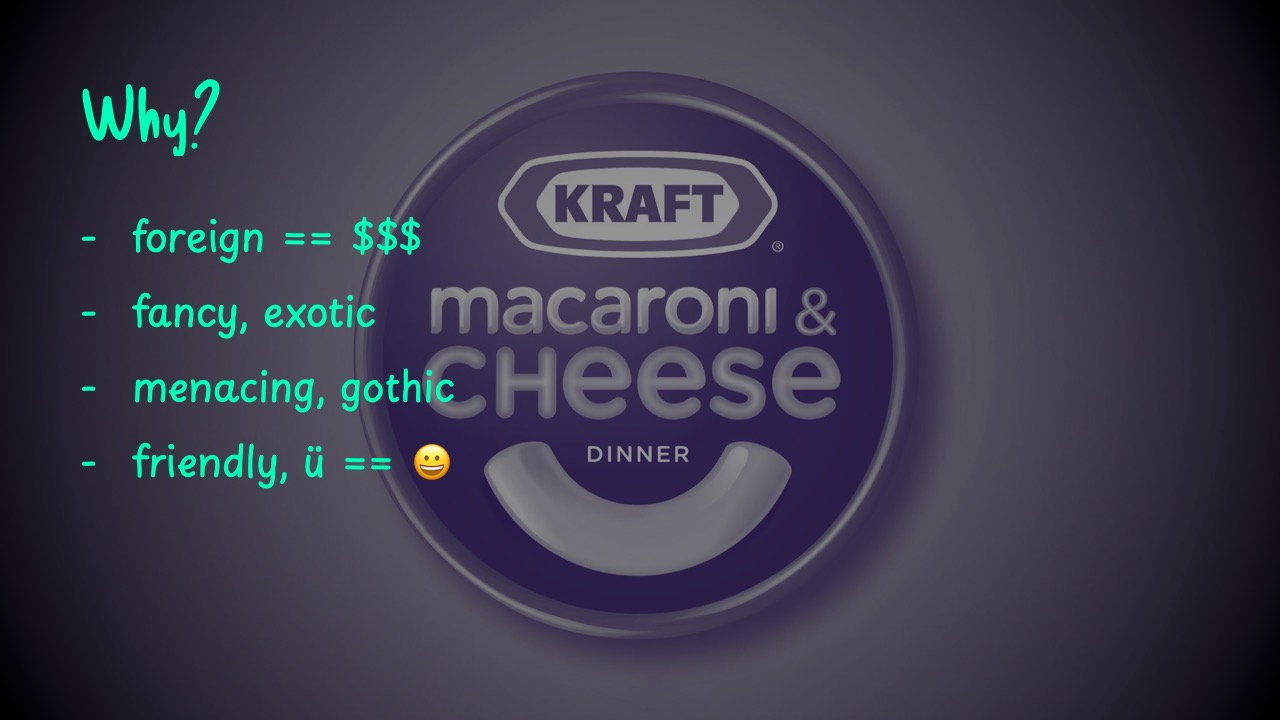 Why?
- foreign == $$$
- fancy, exotic
- menacing, gothic
- friendly, ü == 😀
KRAFT
®
macaroni &
CHeese
DINNER